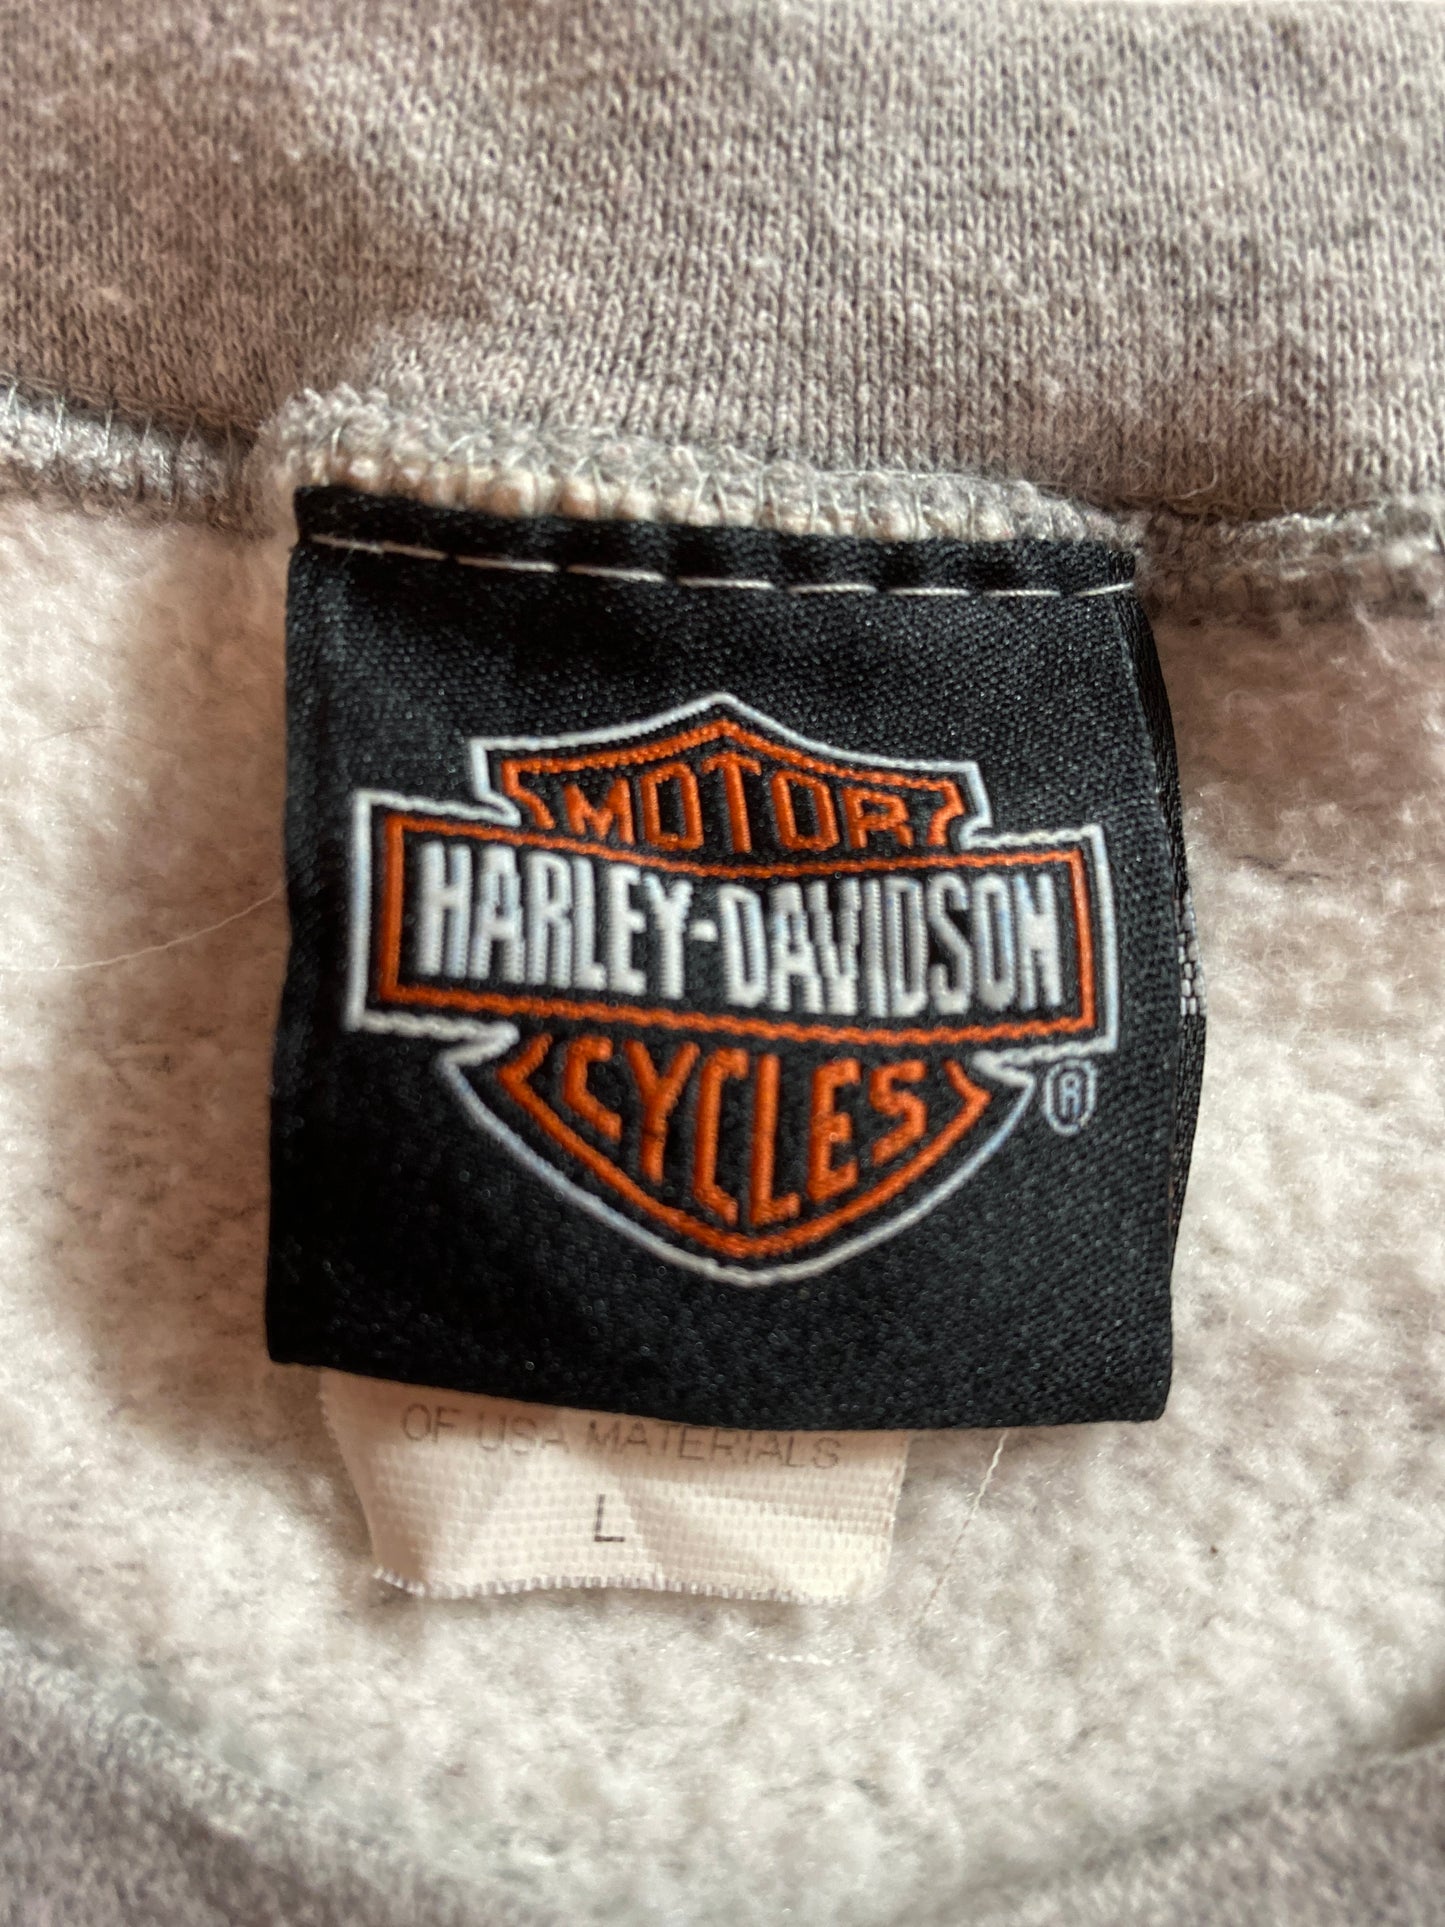 MOTOR
HARLEY-DAVIDSON
CYCLES
®
OF USA MATERIALS
L